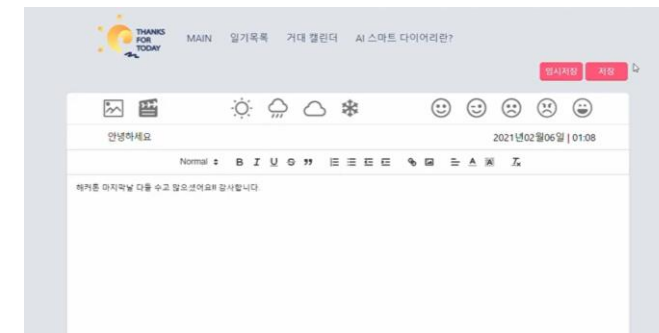 THANKS
FOR
TODAY
MAIN 일기목록 거대 캘린더 AI 스마트 다이어리란?
임시저장 저장
안녕하세요
2021년02월06일 | 01:08
Normal
해커톤 마지막날 다들 수고 많으셨어요!! 감사합니다.